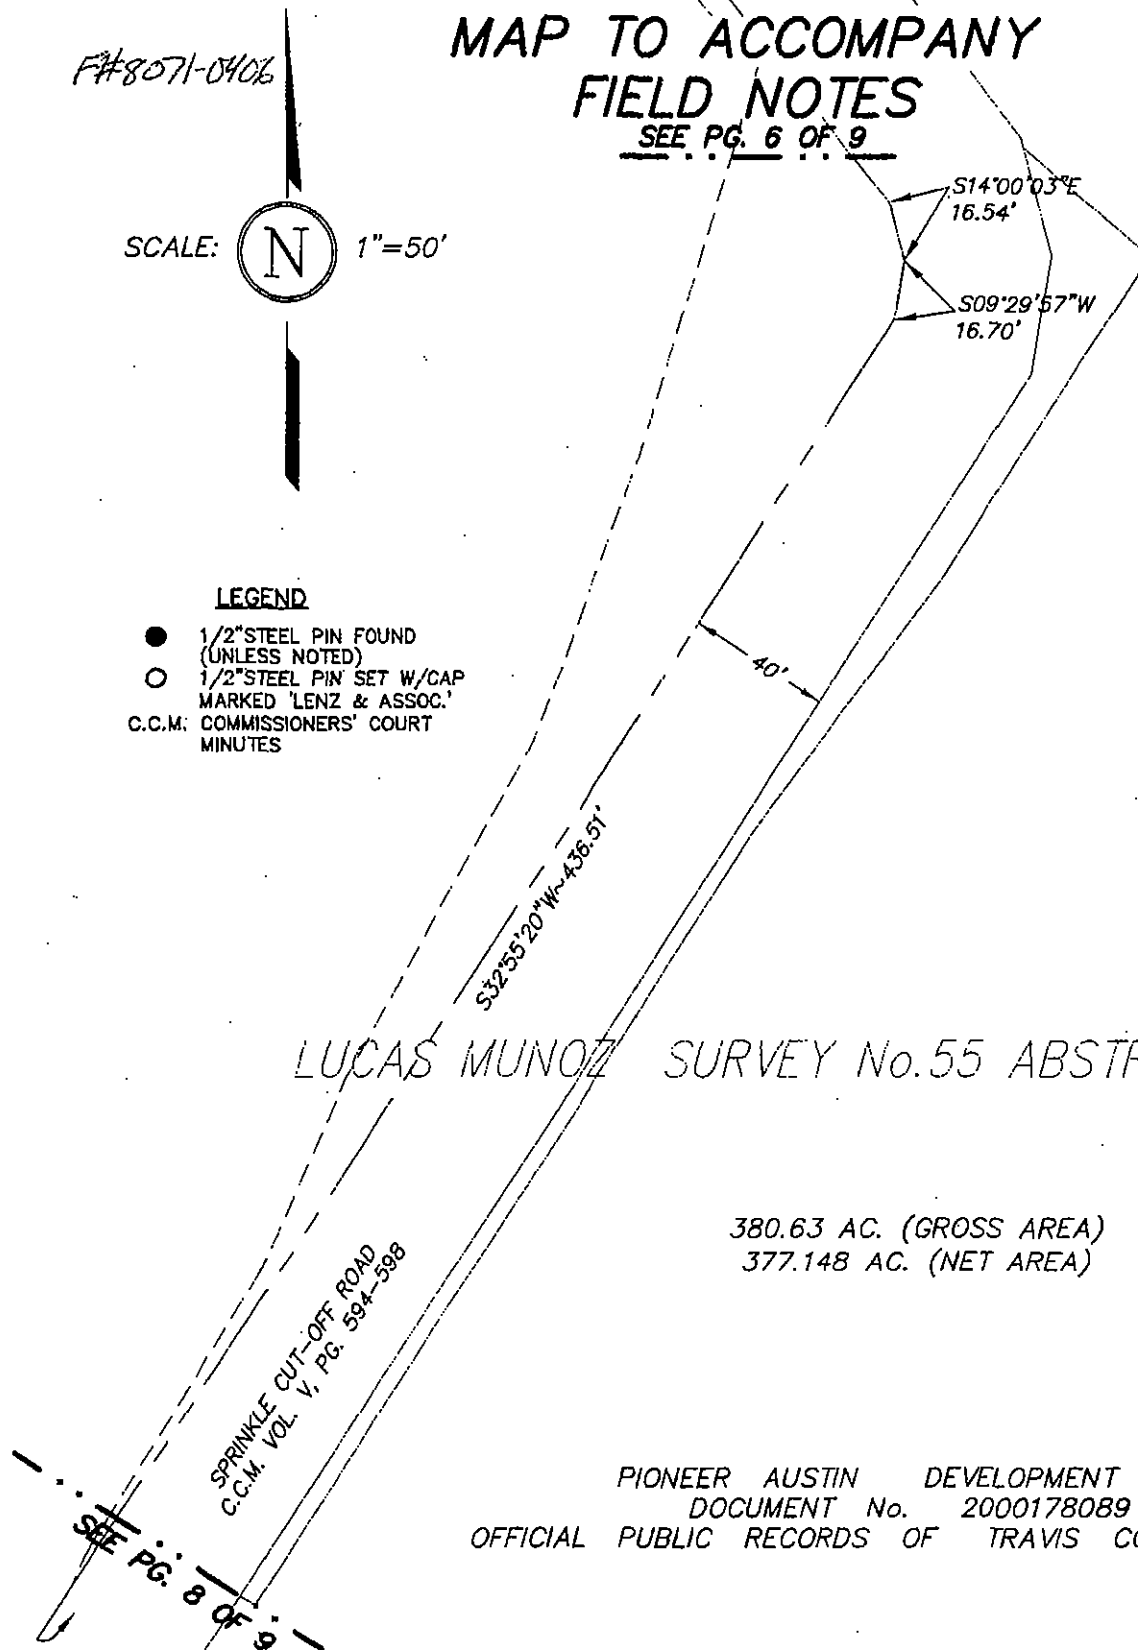 F#8071-0406
MAP TO ACCOMPANY
FIELD NOTES
SEE PG. 6 OF 9
S14°00'03"E
16.54'
SCALE: N 1"=50'
S09°29'57"W
16.70'
LEGEND
1/2"STEEL PIN FOUND
(UNLESS NOTED)
1/2"STEEL PIN SET W/CAP
MARKED 'LENZ & ASSOC.'
C.C.M: COMMISSIONERS' COURT
MINUTES
40'
S32°55'20"W~436.51'
LUCAS MUNOZ SURVEY No.55
380.63 AC. (GROSS AREA)
377.148 AC. (NET AREA)
SPRINKLE CUT-OFF ROAD
C.C.M. VOL. V, PG. 594-598
PIONEER AUSTIN DEVELOPMENT
DOCUMENT No. 2000178089
OFFICIAL PUBLIC RECORDS OF TRAVIS
SEE PG. 8 OF 9